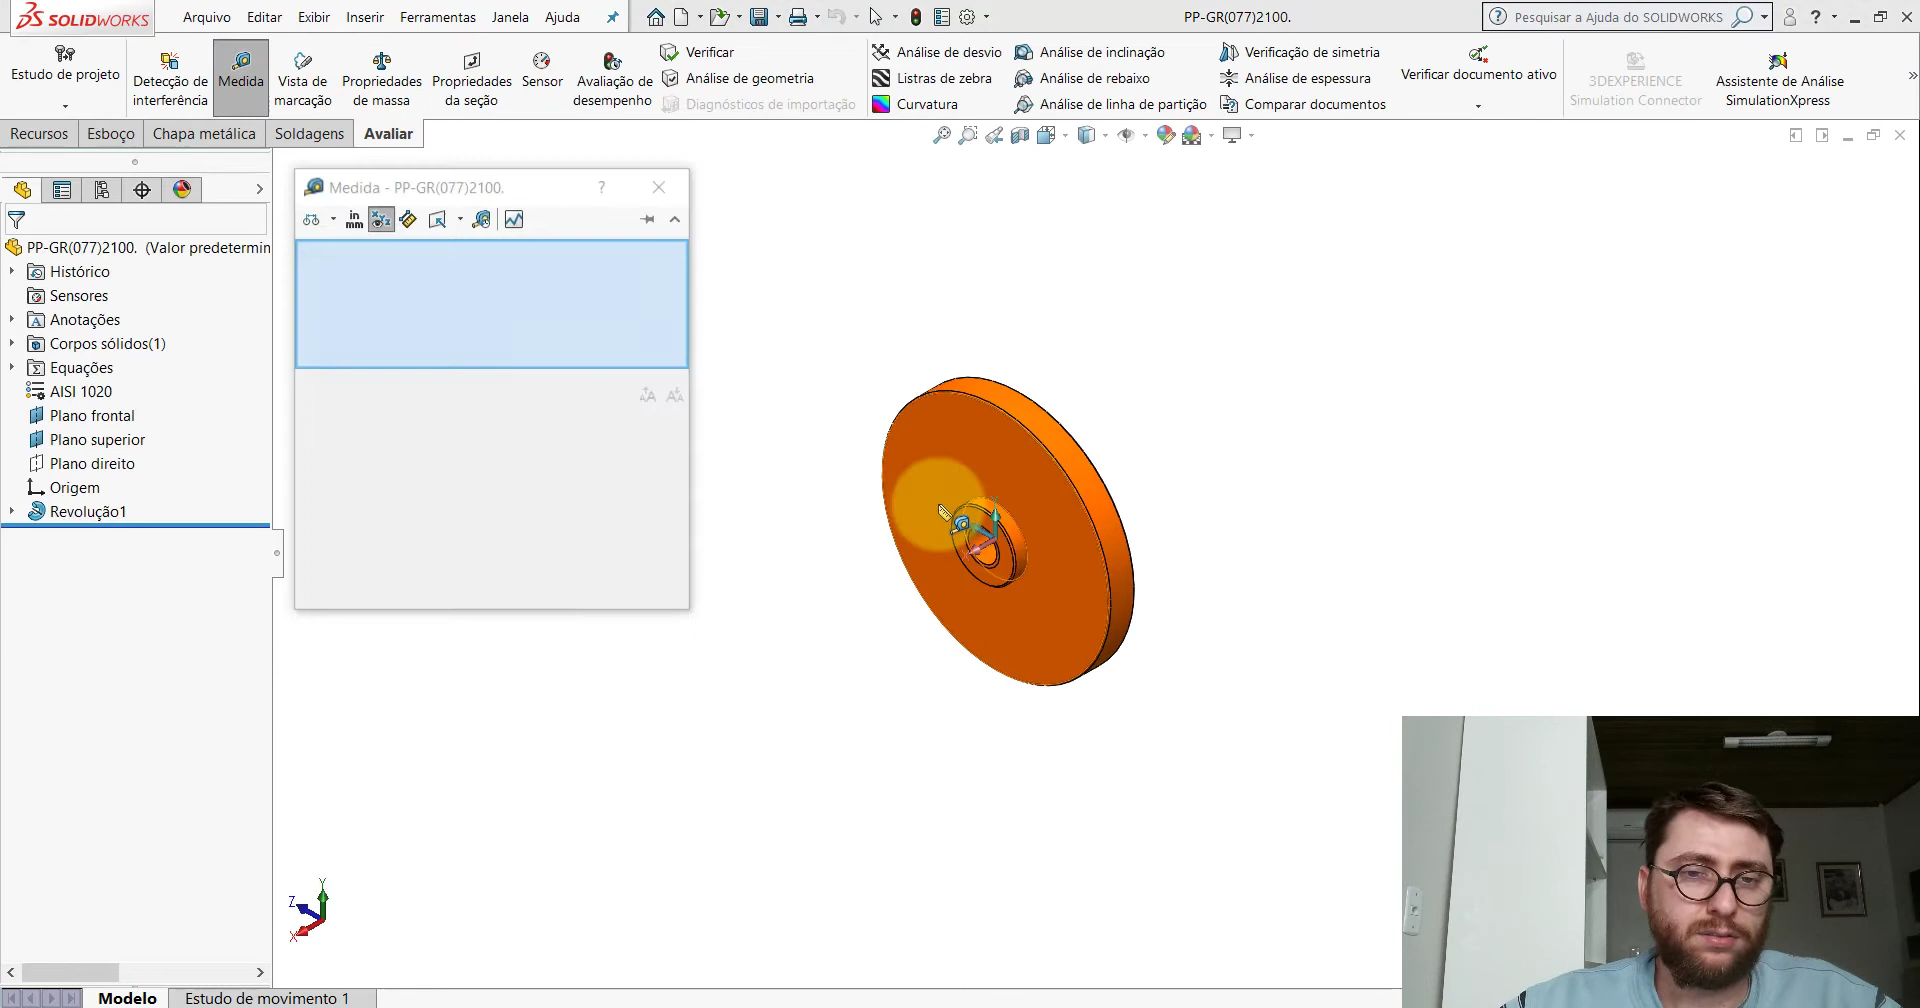 SOLIDWORKS
Arquivo Editar Exibir Inserir Ferramentas Janela Ajuda
PP-GR(077)2100.
Pesquisar a Ajuda do SOLIDWORKS
Estudo de projeto
Detecção de interferência
Medida
Vista de marcação
Propriedades de massa
Propriedades da seção
Sensor
Avaliação de desempenho
Verificar
Análise de geometria
Diagnósticos de importação
Análise de desvio
Listras de zebra
Curvatura
Análise de inclinação
Análise de rebaixo
Análise de linha de partição
Verificação de simetria
Análise de espessura
Comparar documentos
Verificar documento ativo
3DEXPERIENCE Simulation Connector
Assistente de Análise SimulationXpress
Recursos Esboço Chapa metálica Soldagens Avaliar
PP-GR(077)2100. (Valor predetermin
Histórico
Sensores
Anotações
Corpos sólidos(1)
Equações
AISI 1020
Plano frontal
Plano superior
Plano direito
Origem
Revolução1
Medida - PP-GR(077)2100. ?
in
mm
Y
Z
X
Modelo Estudo de movimento 1